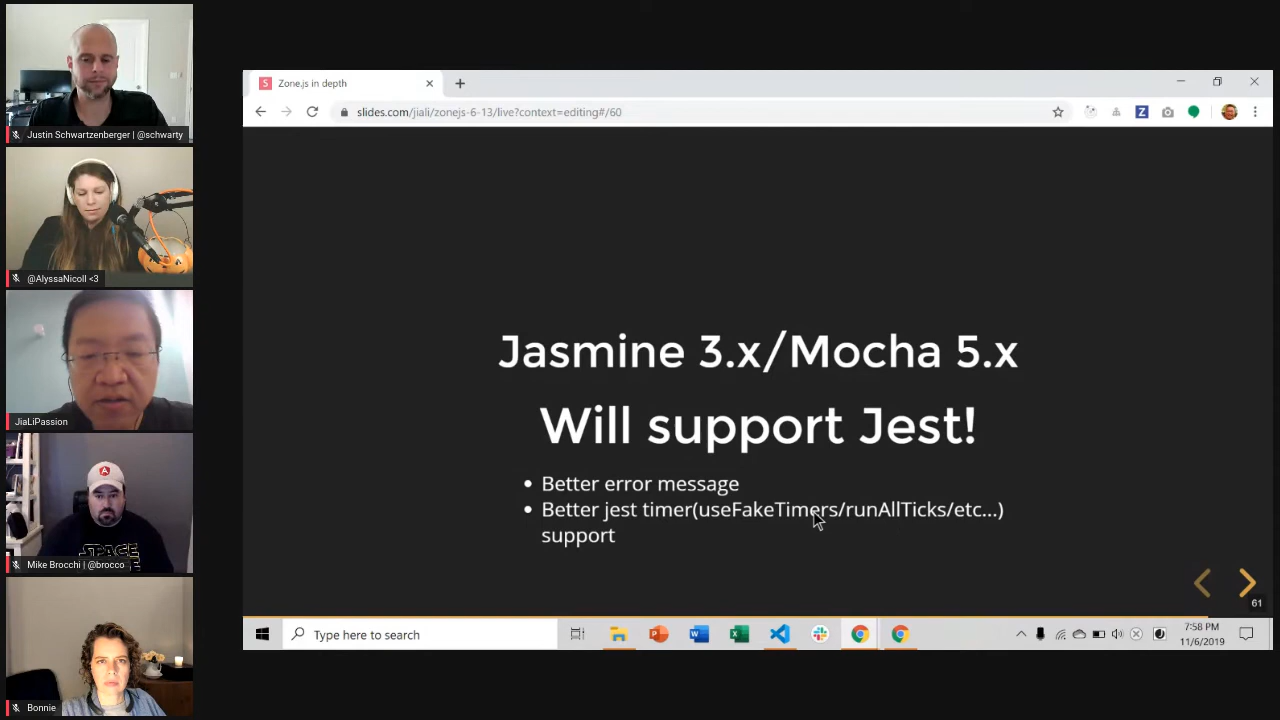 Justin Schwartzenberger | @schwarty
@AlyssaNicoll <3
JiaLiPassion
Mike Brocchi | @brocco
SPACE
Bonnie
Zone.js in depth
slides.com/jiali/zonejs-6-13/live?context=editing#/60
Jasmine 3.x/Mocha 5.x
Will support Jest!
Better error message
Better jest timer(useFakeTimers/runAllTicks/etc...)
support
61
Type here to search
7:58 PM
11/6/2019